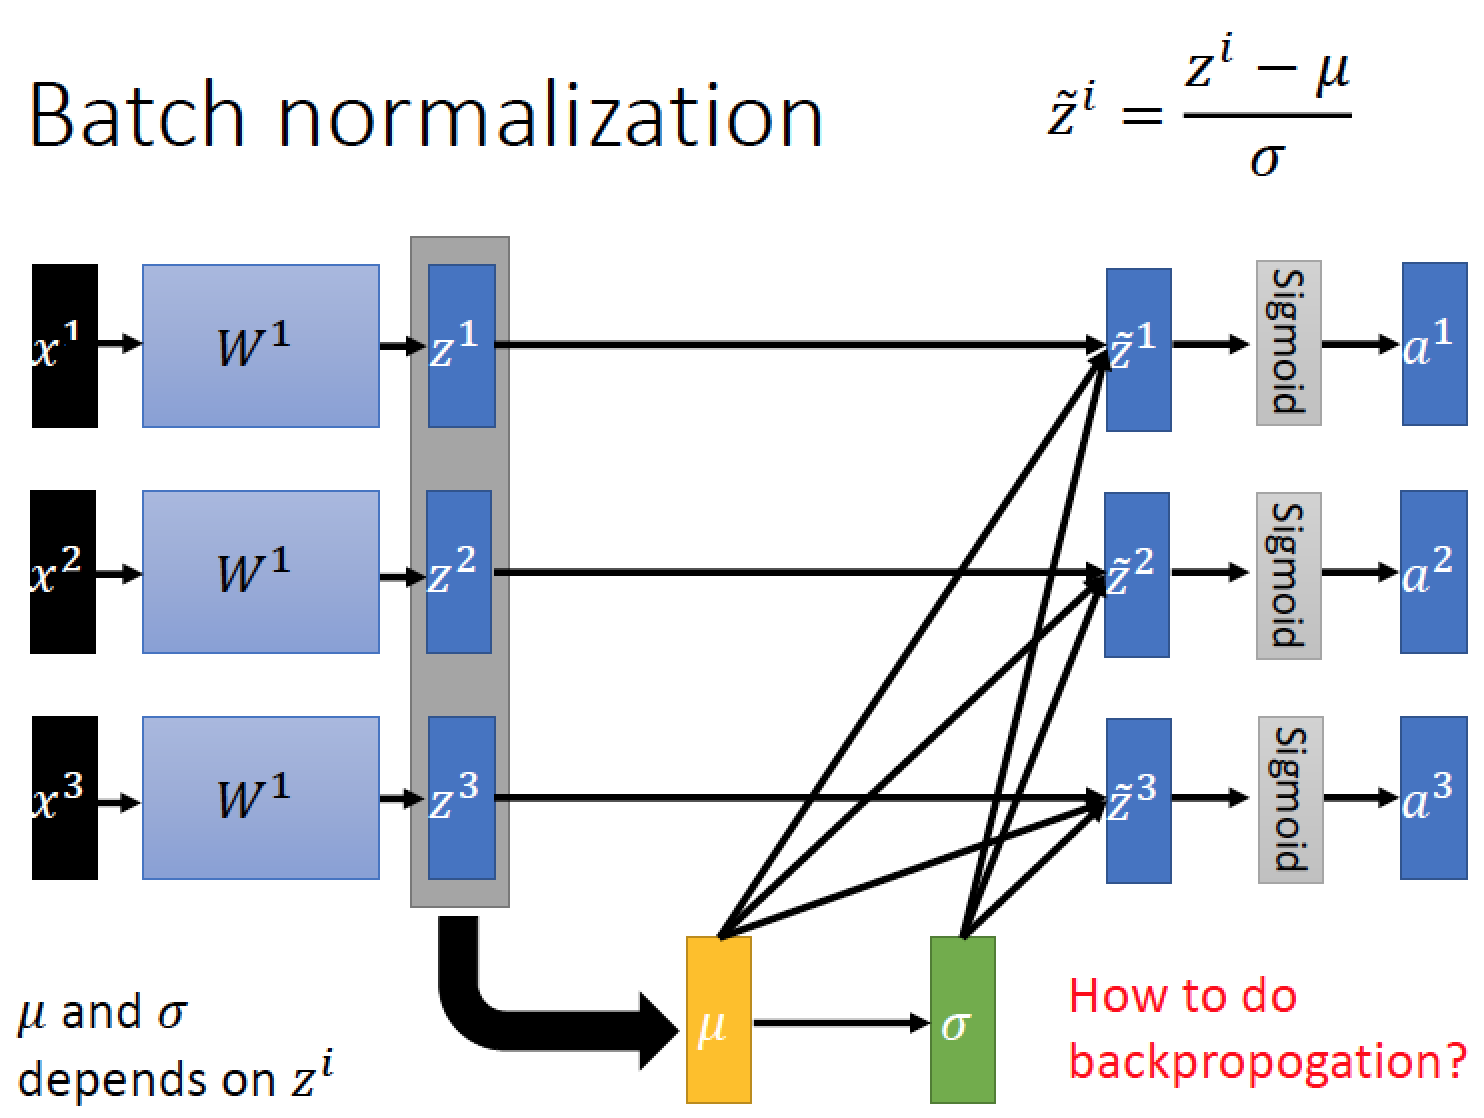 Batch normalization
z̃ⁱ = (zⁱ − μ) / σ
x¹ W¹ z¹ z̃¹ Sigmoid a¹
x² W¹ z² z̃² Sigmoid a²
x³ W¹ z³ z̃³ Sigmoid a³
μ σ
μ and σ
depends on zⁱ
How to do
backpropogation?